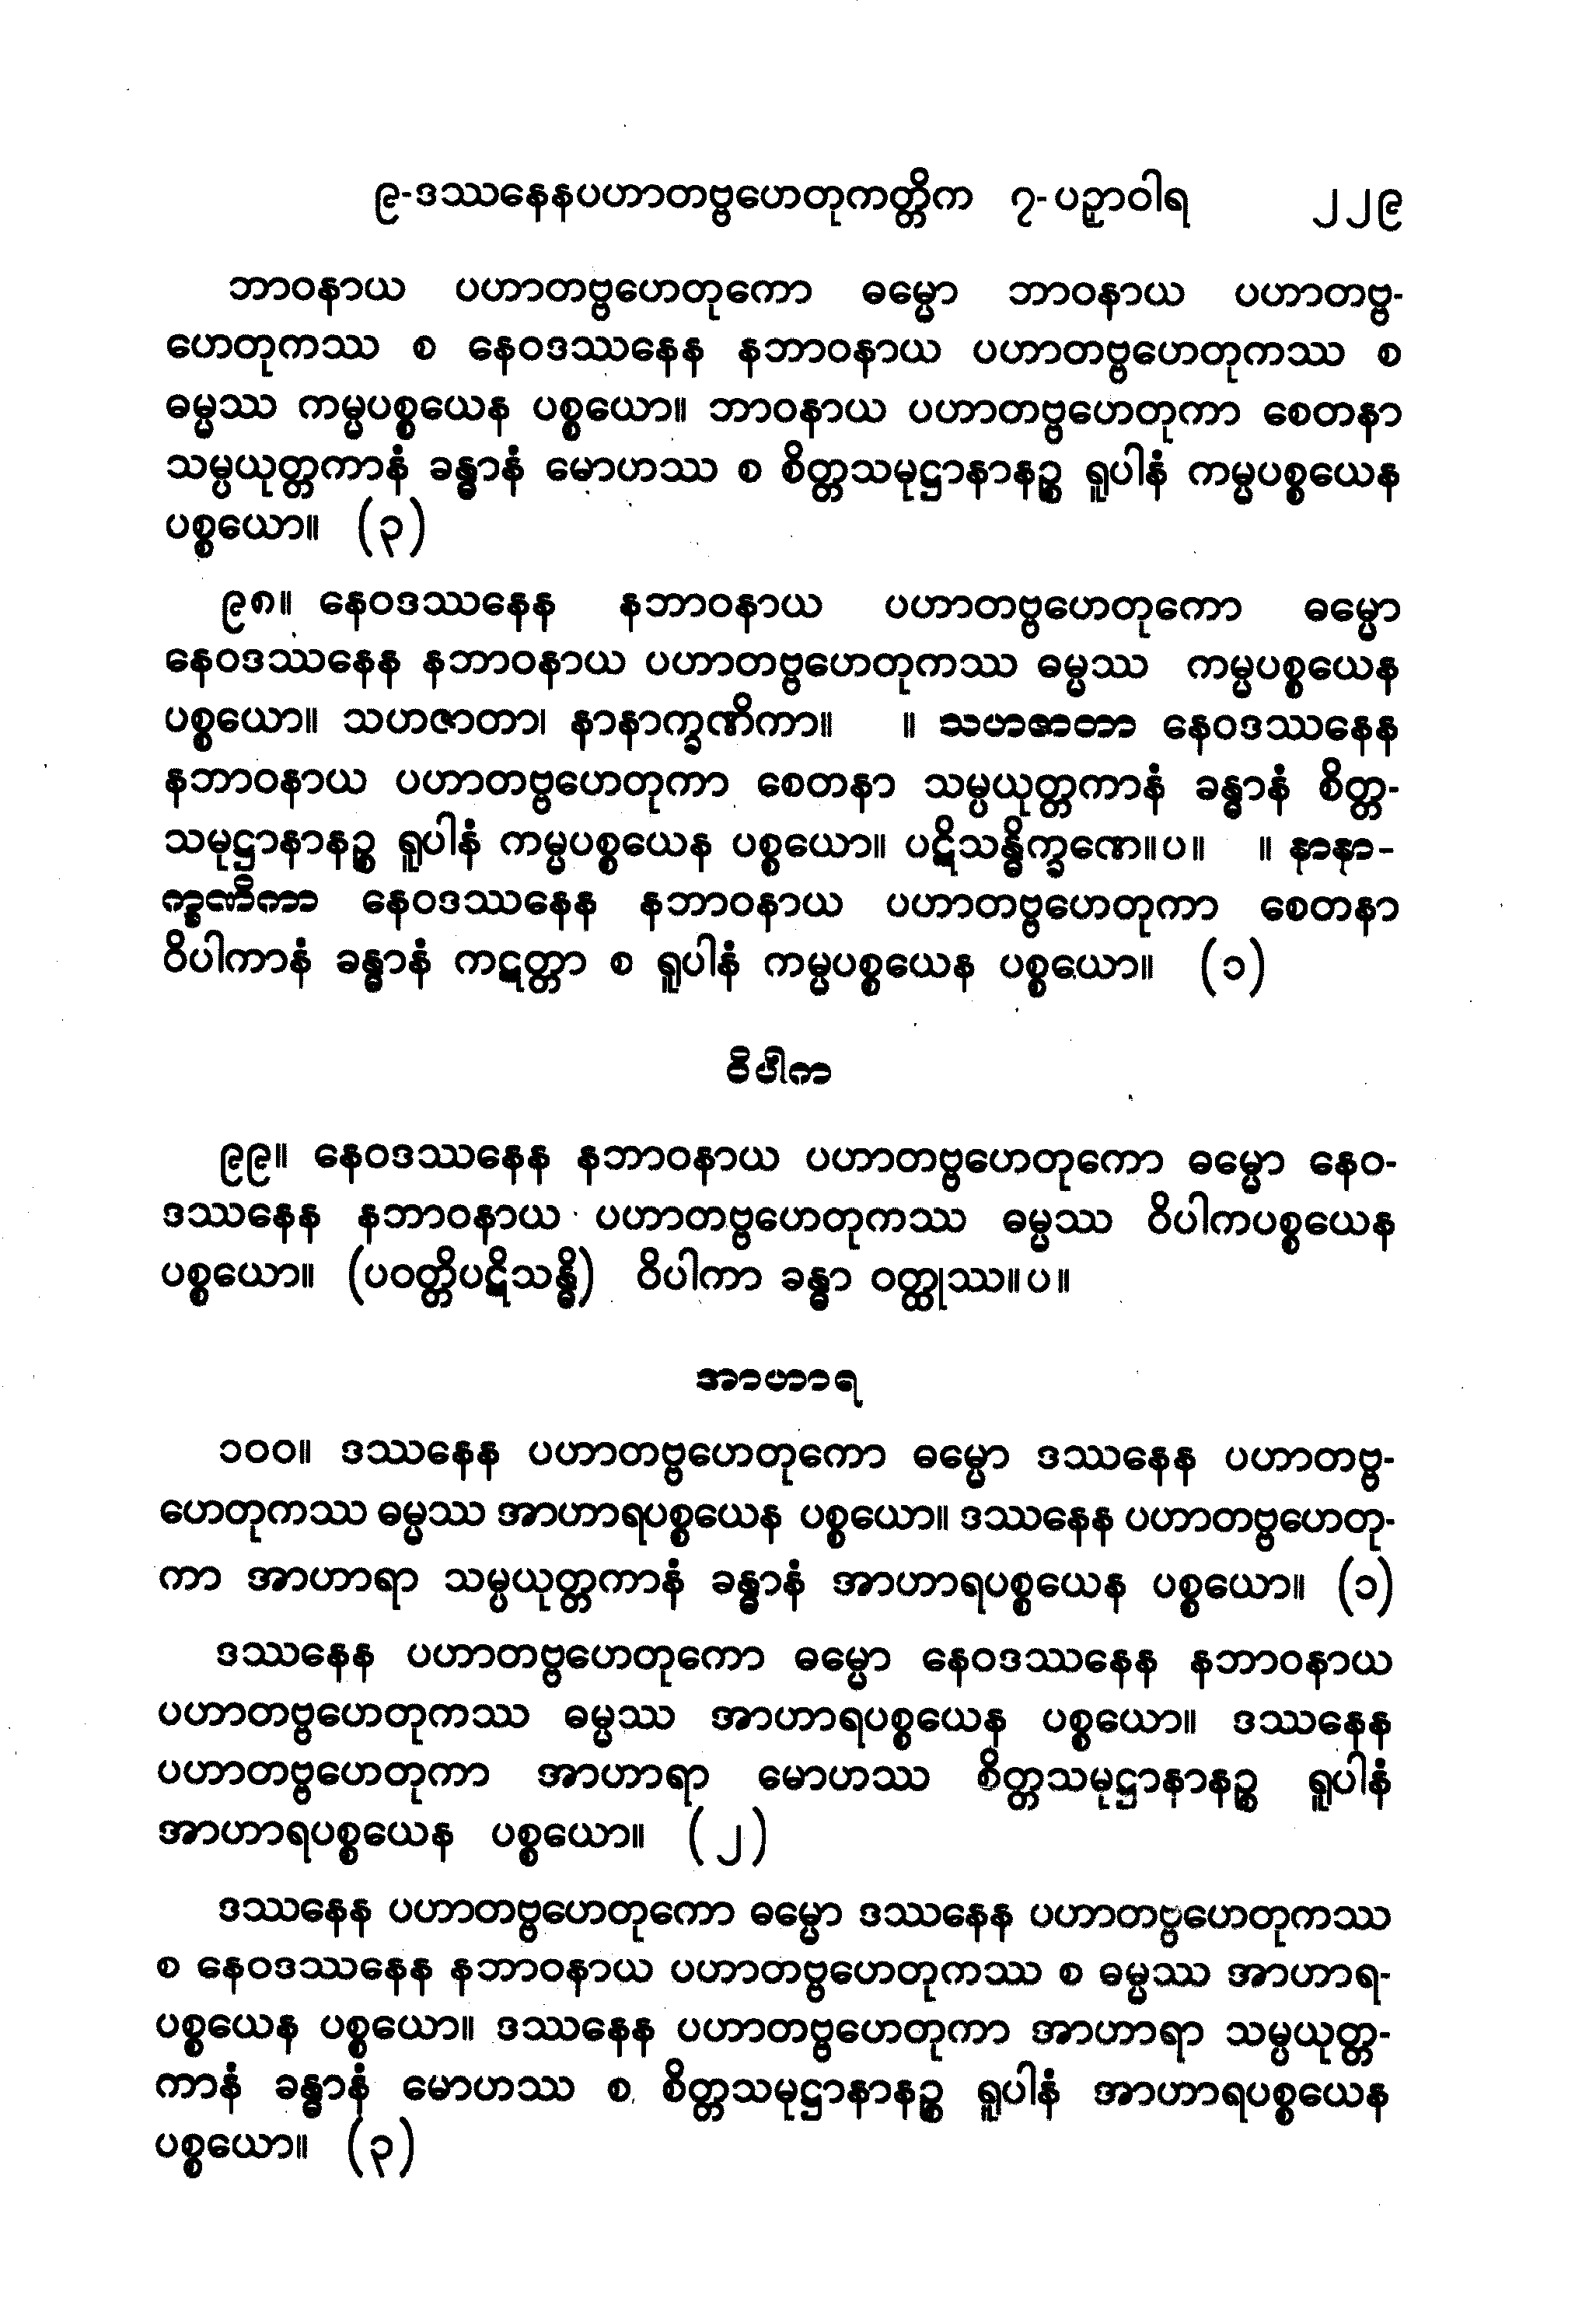 ၉-ဒဿနေနပဟာတဗ္ဗဟေတုကတ္တိက ၇-ပဉှာဝါရ ၂၂၉
ဘာဝနာယ ပဟာတဗ္ဗဟေတုကော ဓမ္မော ဘာဝနာယ ပဟာတဗ္ဗ-
ဟေတုကဿ စ နေဝဒဿနေန နဘာဝနာယ ပဟာတဗ္ဗဟေတုကဿ စ
ဓမ္မဿ ကမ္မပစ္စယေန ပစ္စယော။ ဘာဝနာယ ပဟာတဗ္ဗဟေတုကာ စေတနာ
သမ္ပယုတ္တကာနံ ခန္ဓာနံ မောဟဿ စ စိတ္တသမုဋ္ဌာနာနဉ္စ ရူပါနံ ကမ္မပစ္စယေန
ပစ္စယော။ (၃)
၉၈။ နေဝဒဿနေန နဘာဝနာယ ပဟာတဗ္ဗဟေတုကော ဓမ္မော
နေဝဒဿနေန နဘာဝနာယ ပဟာတဗ္ဗဟေတုကဿ ဓမ္မဿ ကမ္မပစ္စယေန
ပစ္စယော။ သဟဇာတာ၊ နာနာက္ခဏိကာ။ ။ သဟဇာတာ နေဝဒဿနေန
နဘာဝနာယ ပဟာတဗ္ဗဟေတုကာ စေတနာ သမ္ပယုတ္တကာနံ ခန္ဓာနံ စိတ္တ-
သမုဋ္ဌာနာနဉ္စ ရူပါနံ ကမ္မပစ္စယေန ပစ္စယော။ ပဋိသန္ဓိက္ခဏေ။ပ။ ။ နာနာ-
က္ခဏိကာ နေဝဒဿနေန နဘာဝနာယ ပဟာတဗ္ဗဟေတုကာ စေတနာ
ဝိပါကာနံ ခန္ဓာနံ ကဋတ္တာ စ ရူပါနံ ကမ္မပစ္စယေန ပစ္စယော။ (၁)
ဝိပါက
၉၉။ နေဝဒဿနေန နဘာဝနာယ ပဟာတဗ္ဗဟေတုကော ဓမ္မော နေဝ-
ဒဿနေန နဘာဝနာယ ပဟာတဗ္ဗဟေတုကဿ ဓမ္မဿ ဝိပါကပစ္စယေန
ပစ္စယော။ (ပဝတ္တိပဋိသန္ဓိ) ဝိပါကာ ခန္ဓာ ဝတ္ထုဿ။ပ။
အာဟာရ
၁၀၀။ ဒဿနေန ပဟာတဗ္ဗဟေတုကော ဓမ္မော ဒဿနေန ပဟာတဗ္ဗ-
ဟေတုကဿ ဓမ္မဿ အာဟာရပစ္စယေန ပစ္စယော။ ဒဿနေန ပဟာတဗ္ဗဟေတု-
ကာ အာဟာရာ သမ္ပယုတ္တကာနံ ခန္ဓာနံ အာဟာရပစ္စယေန ပစ္စယော။ (၁)
ဒဿနေန ပဟာတဗ္ဗဟေတုကော ဓမ္မော နေဝဒဿနေန နဘာဝနာယ
ပဟာတဗ္ဗဟေတုကဿ ဓမ္မဿ အာဟာရပစ္စယေန ပစ္စယော။ ဒဿနေန
ပဟာတဗ္ဗဟေတုကာ အာဟာရာ မောဟဿ စိတ္တသမုဋ္ဌာနာနဉ္စ ရူပါနံ
အာဟာရပစ္စယေန ပစ္စယော။ (၂)
ဒဿနေန ပဟာတဗ္ဗဟေတုကော ဓမ္မော ဒဿနေန ပဟာတဗ္ဗဟေတုကဿ
စ နေဝဒဿနေန နဘာဝနာယ ပဟာတဗ္ဗဟေတုကဿ စ ဓမ္မဿ အာဟာရ-
ပစ္စယေန ပစ္စယော။ ဒဿနေန ပဟာတဗ္ဗဟေတုကာ အာဟာရာ သမ္ပယုတ္တ-
ကာနံ ခန္ဓာနံ မောဟဿ စ စိတ္တသမုဋ္ဌာနာနဉ္စ ရူပါနံ အာဟာရပစ္စယေန
ပစ္စယော။ (၃)